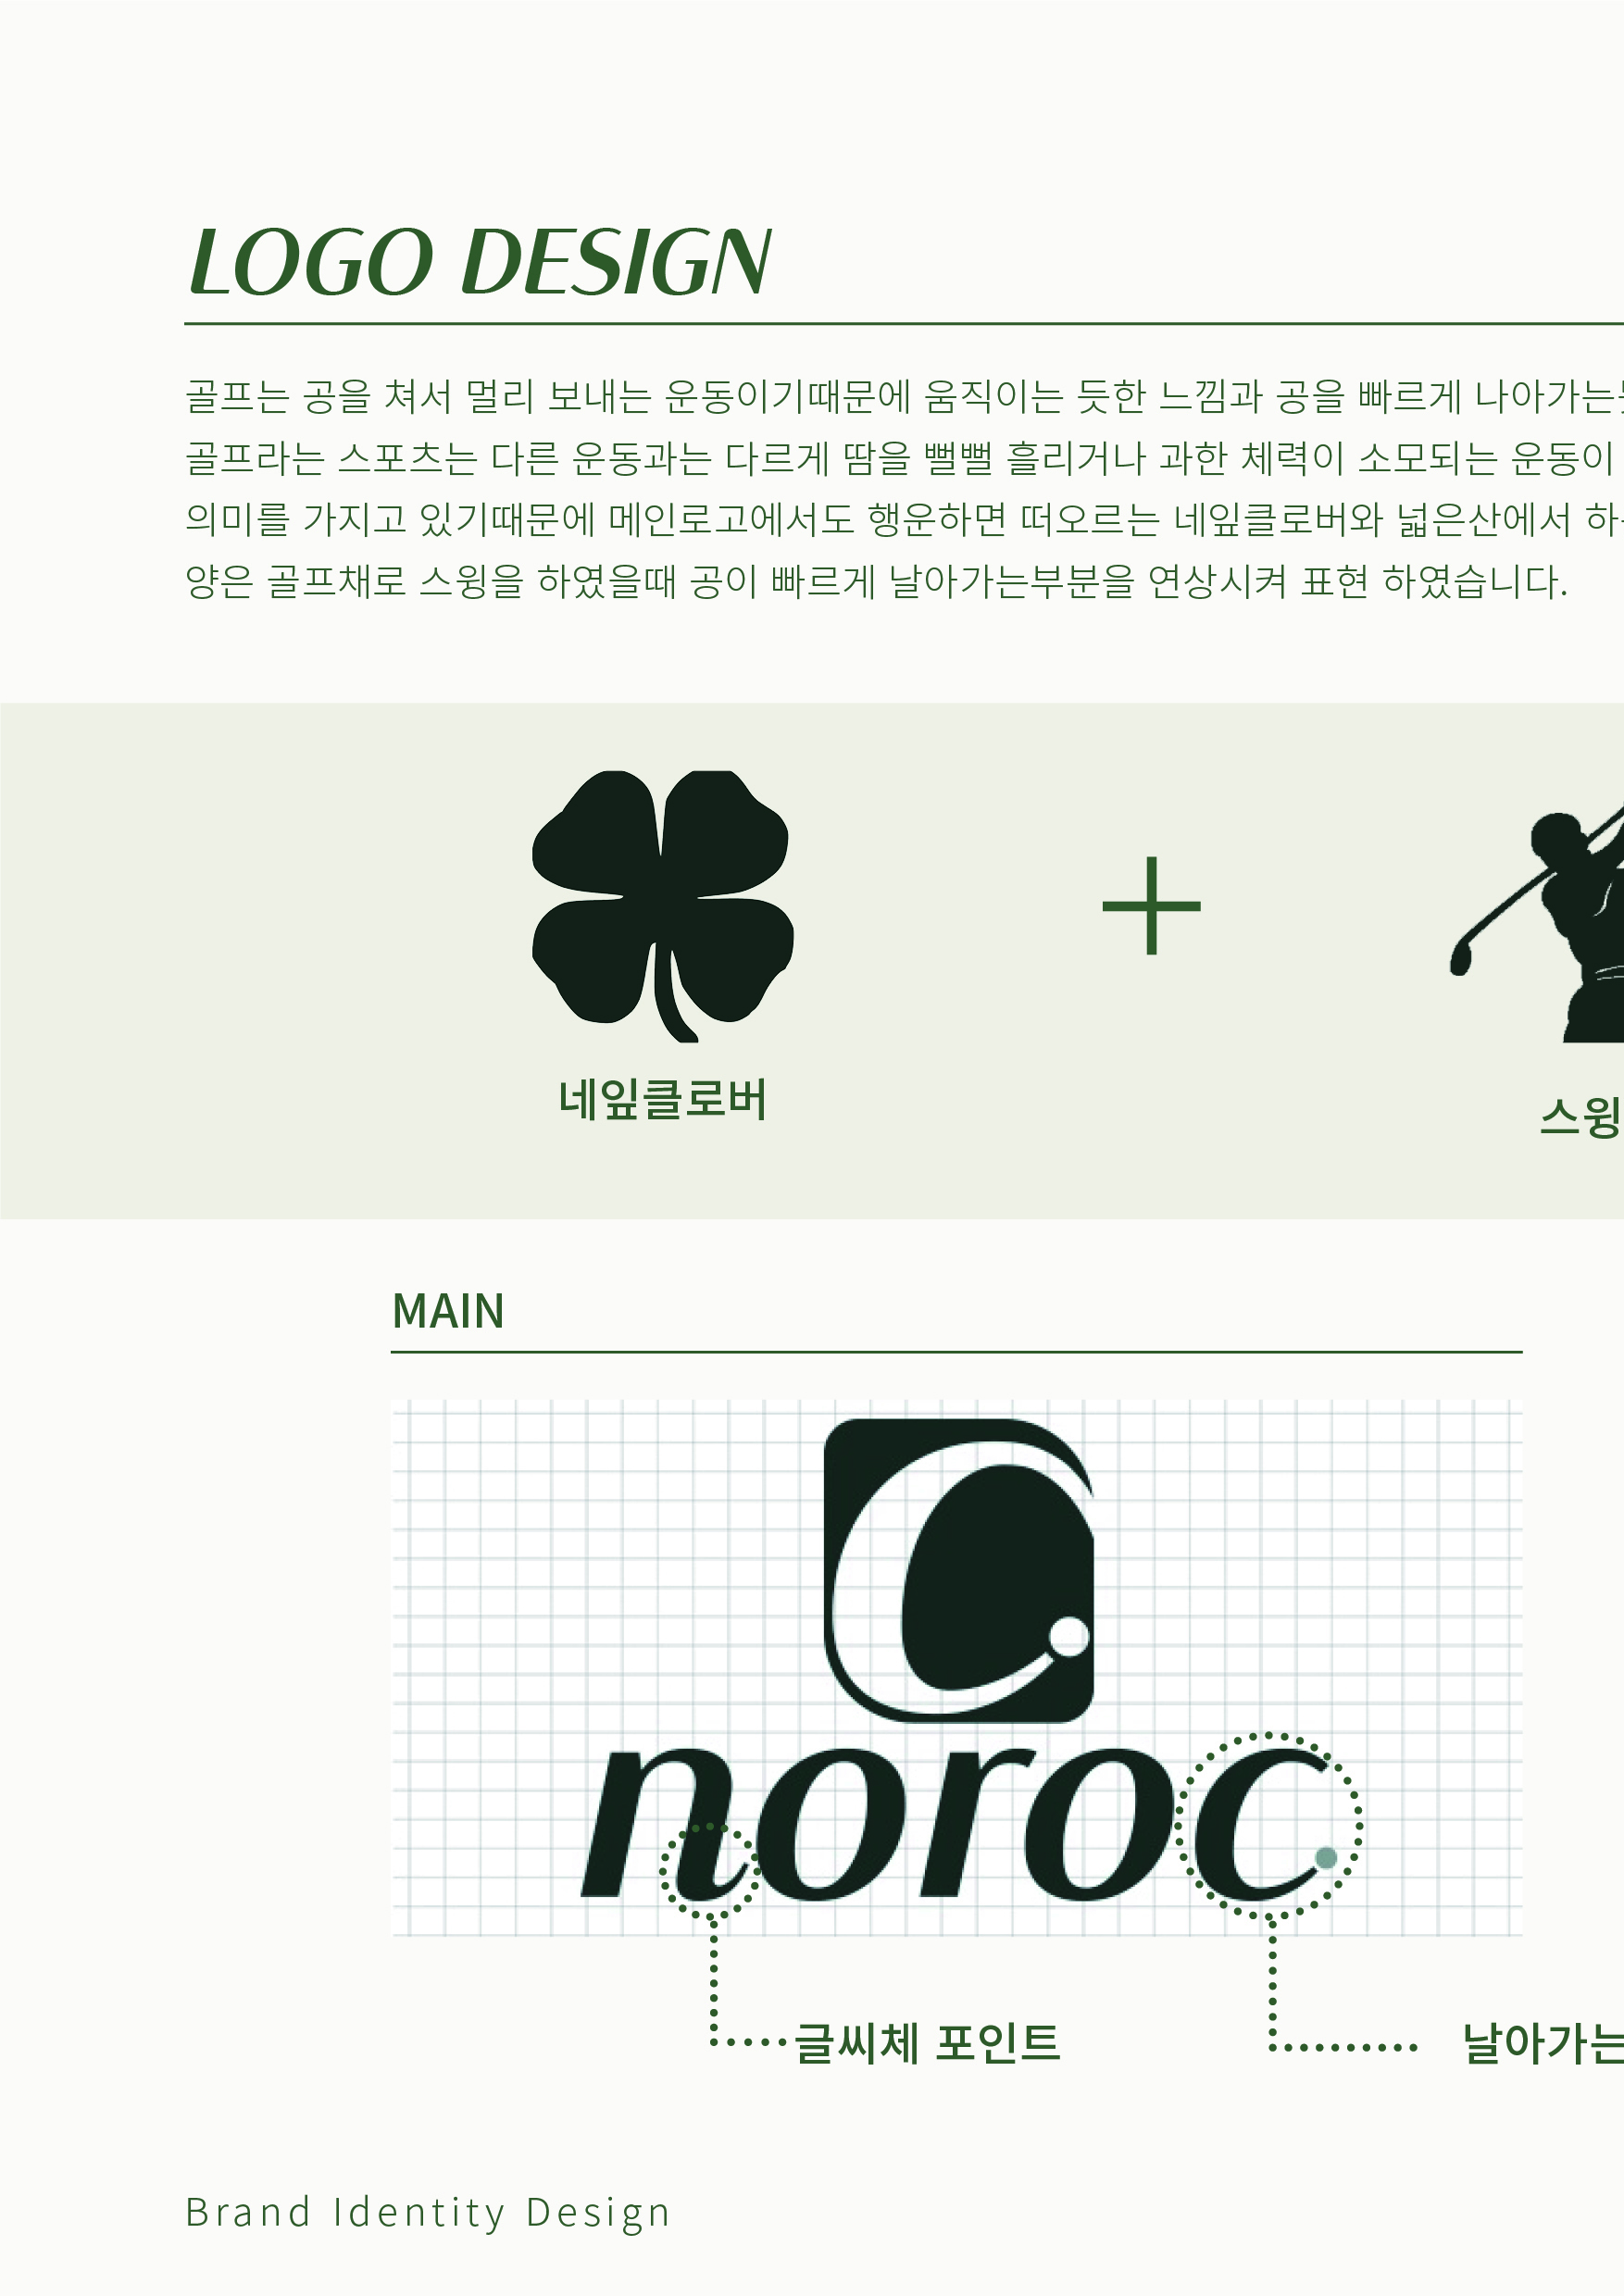 LOGO DESIGN
골프는 공을 쳐서 멀리 보내는 운동이기때문에 움직이는 듯한 느낌과 공을 빠르게 나아가는
골프라는 스포츠는 다른 운동과는 다르게 땀을 뻘뻘 흘리거나 과한 체력이 소모되는 운동이
의미를 가지고 있기때문에 메인로고에서도 행운하면 떠오르는 네잎클로버와 넓은산에서 하
양은 골프채로 스윙을 하였을때 공이 빠르게 날아가는부분을 연상시켜 표현 하였습니다.
네잎클로버
스윙
MAIN
noroc
글씨체 포인트
날아가는
Brand Identity Design